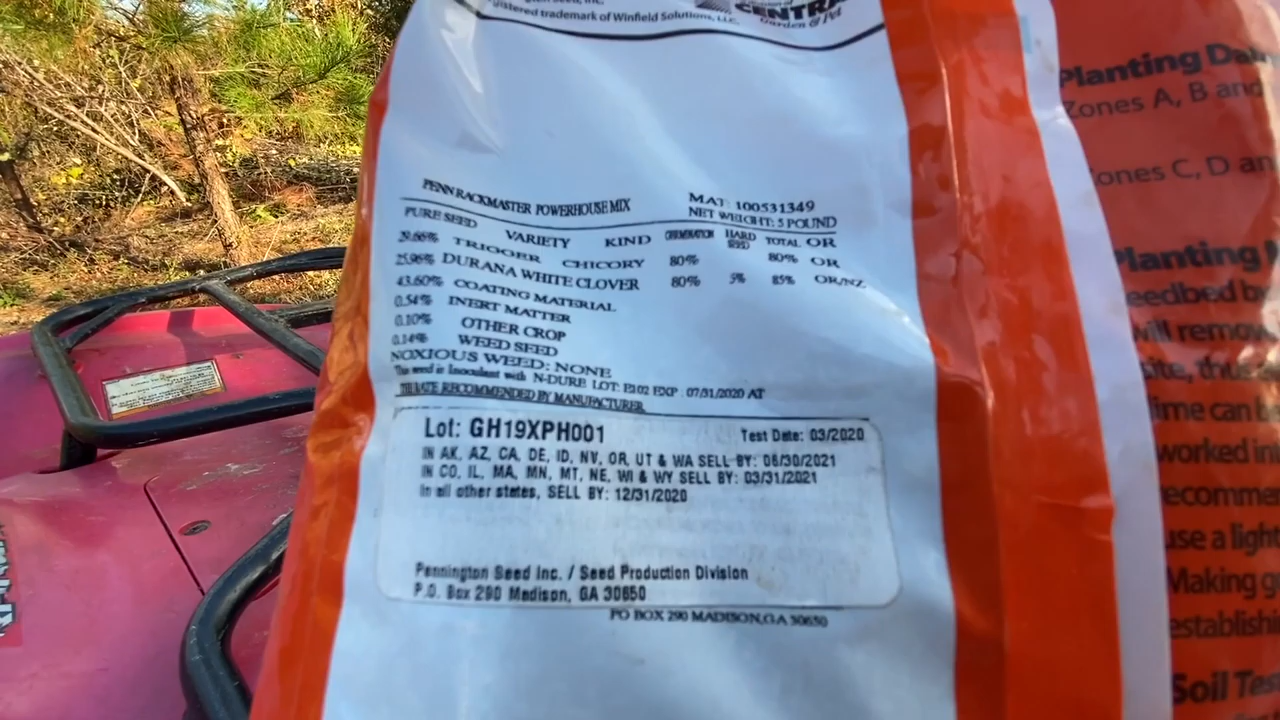 istered trademark of Winfield Solutions, LLC.
CENTRAL
Garden & Pet
PENN RACKMASTER POWERHOUSE MIX
MAT: 100531349
NET WEIGHT: 5 POUND
PURE SEED VARIETY KIND GERMINATION HARD SEED TOTAL OR
29.66% TRIGGER CHICORY 80% 80% OR
25.96% DURANA WHITE CLOVER 80% 5% 85% OR/NZ
43.60% COATING MATERIAL
0.54% INERT MATTER
0.10% OTHER CROP
0.14% WEED SEED
NOXIOUS WEED: NONE
This seed is Inoculant with N-DURE LOT: E102 EXP : 07/31/2020 AT
THE RATE RECOMMENDED BY MANUFACTURER
Lot: GH19XPH001
Test Date: 03/2020
IN AK, AZ, CA, DE, ID, NV, OR, UT & WA SELL BY: 06/30/2021
IN CO, IL, MA, MN, MT, NE, WI & WY SELL BY: 03/31/2021
In all other states, SELL BY: 12/31/2020
Pennington Seed Inc. / Seed Production Division
P.O. Box 290 Madison, GA 30650
PO BOX 290 MADISON,GA 30650
Planting Da
Zones A, B and
ones C, D an
Planting
eedbed b
will remov
site, thus
lime can b
worked in
recomme
use a light
Making g
establish
Soil Tes